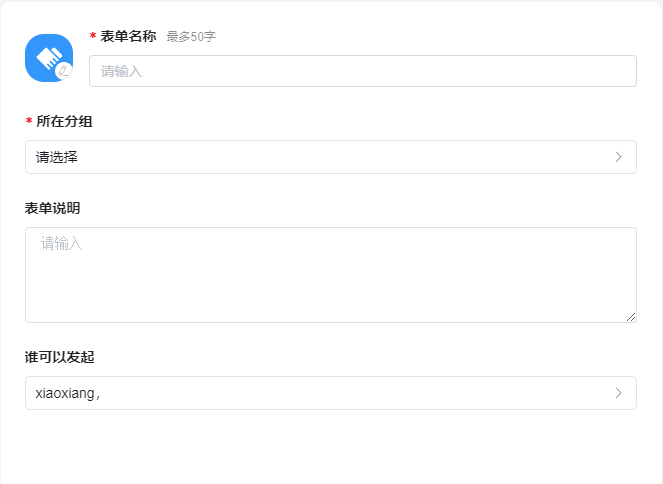 * 表单名称 最多50字
请输入
* 所在分组
请选择
表单说明
请输入
谁可以发起
xiaoxiang，